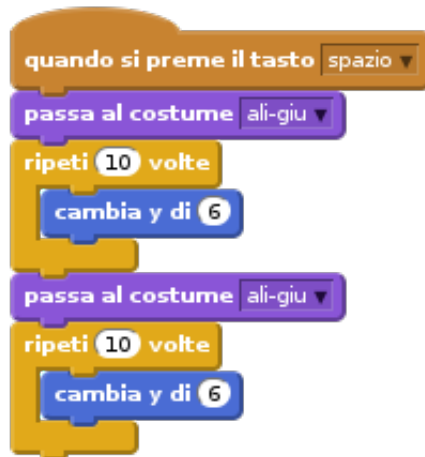 quando si preme il tasto spazio
passa al costume ali-giu
ripeti 10 volte
cambia y di 6
passa al costume ali-giu
ripeti 10 volte
cambia y di 6